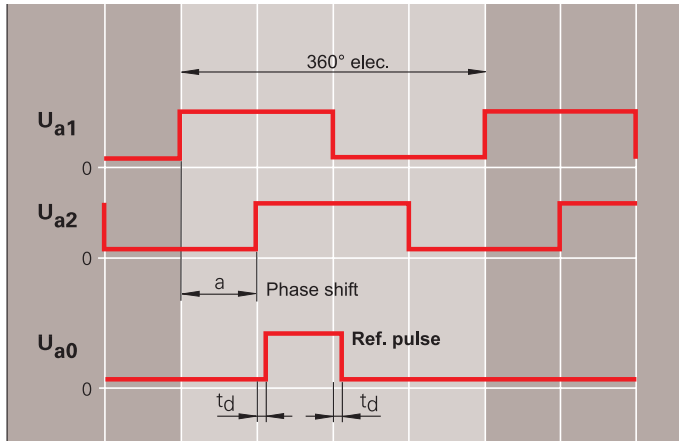 360° elec.
Ua1
0
Ua2
0
a Phase shift
Ua0
Ref. pulse
0
td td